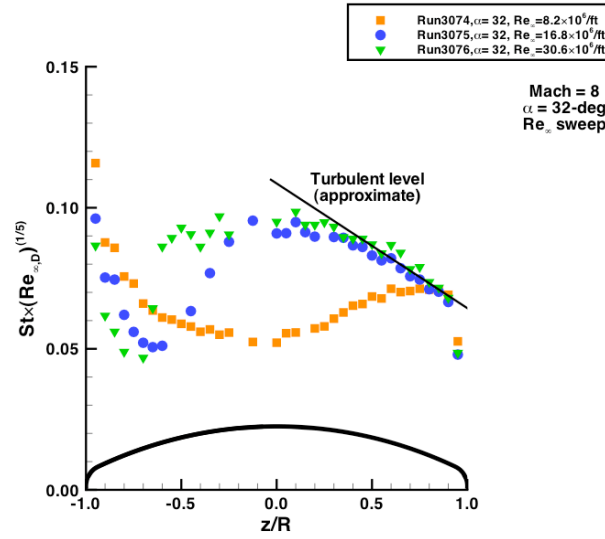 Run3074,α= 32, Re∞=8.2×10⁶/ft
Run3075,α= 32, Re∞=16.8×10⁶/ft
Run3076,α= 32, Re∞=30.6×10⁶/ft
Mach = 8
α = 32-deg
Re∞ sweep
Turbulent level
(approximate)
St×(Re∞,D)^(1/5)
0.15
0.10
0.05
0.00
-1.0
-0.5
0.0
0.5
1.0
z/R